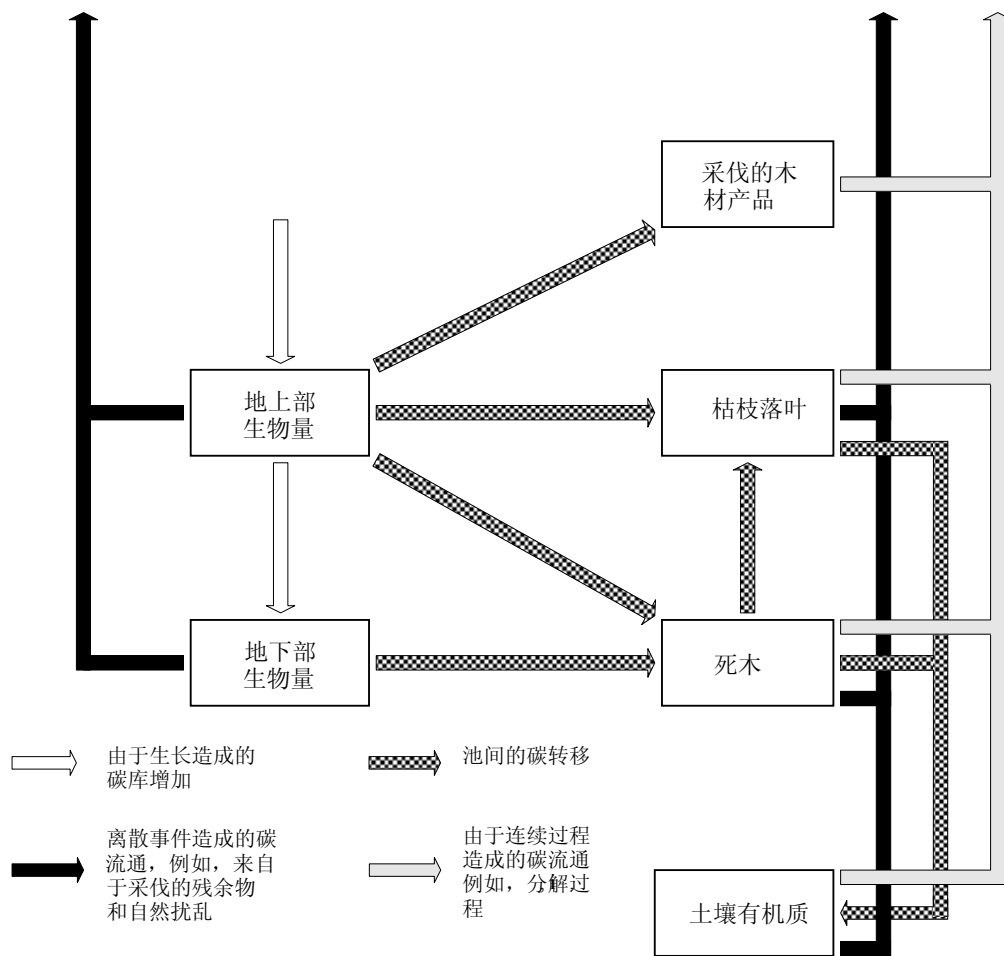 采伐的木
材产品
地上部
生物量
枯枝落叶
地下部
生物量
死木
由于生长造成的
碳库增加
池间的碳转移
离散事件造成的碳
流通，例如，来自
于采伐的残余物
和自然扰乱
由于连续过程
造成的碳流通
例如，分解过
程
土壤有机质